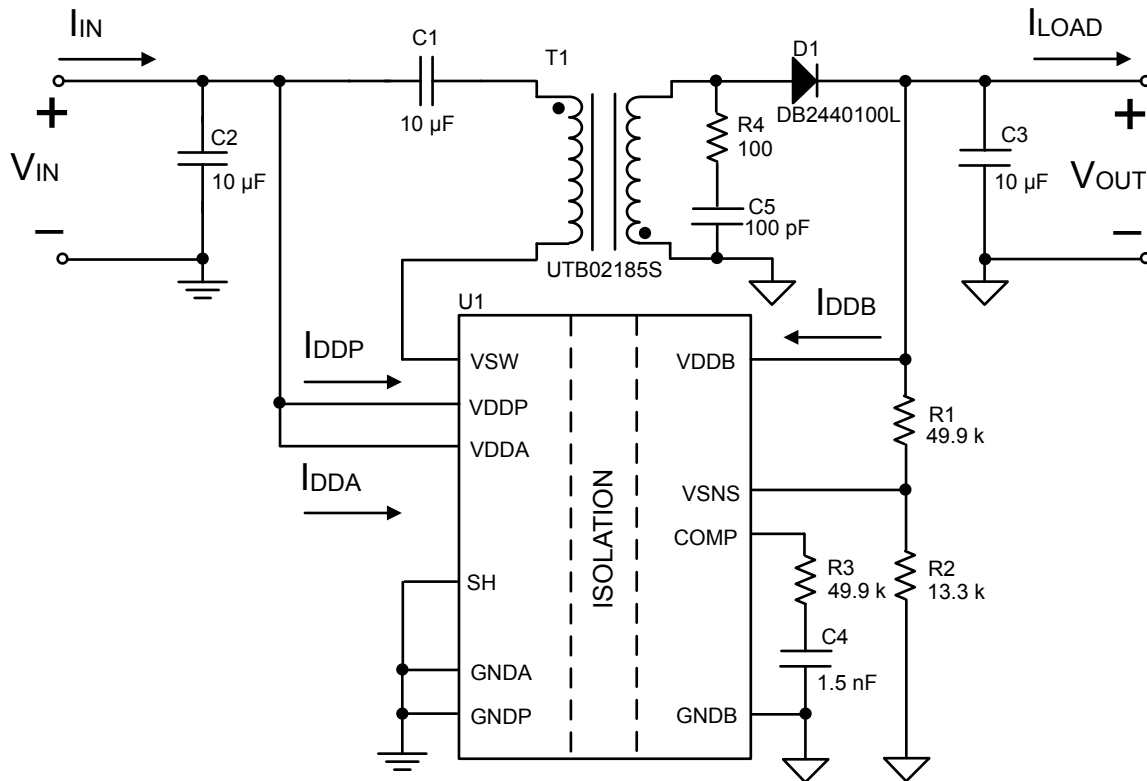 IIN
C1
T1
D1
ILOAD
+
C2
10 µF
10 µF
R4
100
DB2440100L
C3
10 µF
+
VIN
VOUT
C5
100 pF
–
–
UTB02185S
U1
IDDB
IDDP
VSW
VDDB
VDDP
R1
49.9 k
VDDA
IDDA
VSNS
COMP
ISOLATION
SH
R3
49.9 k
R2
13.3 k
C4
1.5 nF
GNDA
GNDP
GNDB